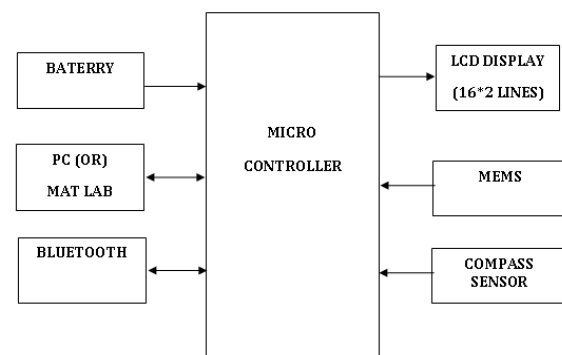 BATERRY
PC (OR)
MAT LAB
BLUETOOTH
MICRO
CONTROLLER
LCD DISPLAY
(16*2 LINES)
MEMS
COMPASS
SENSOR